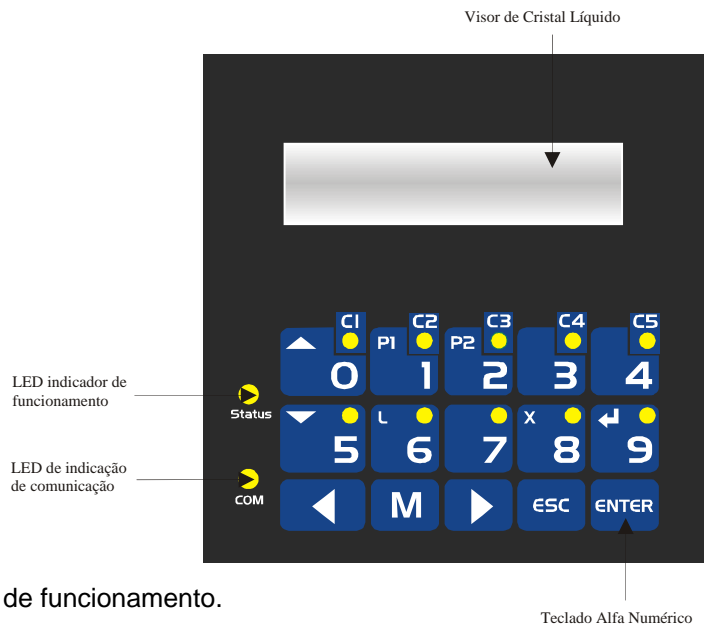 Visor de Cristal Líquido
C1 C2 C3 C4 C5
P1 P2
0 1 2 3 4
LED indicador de
funcionamento
Status
L X
5 6 7 8 9
LED de indicação
de comunicação
COM
M ESC ENTER
de funcionamento.
Teclado Alfa Numérico